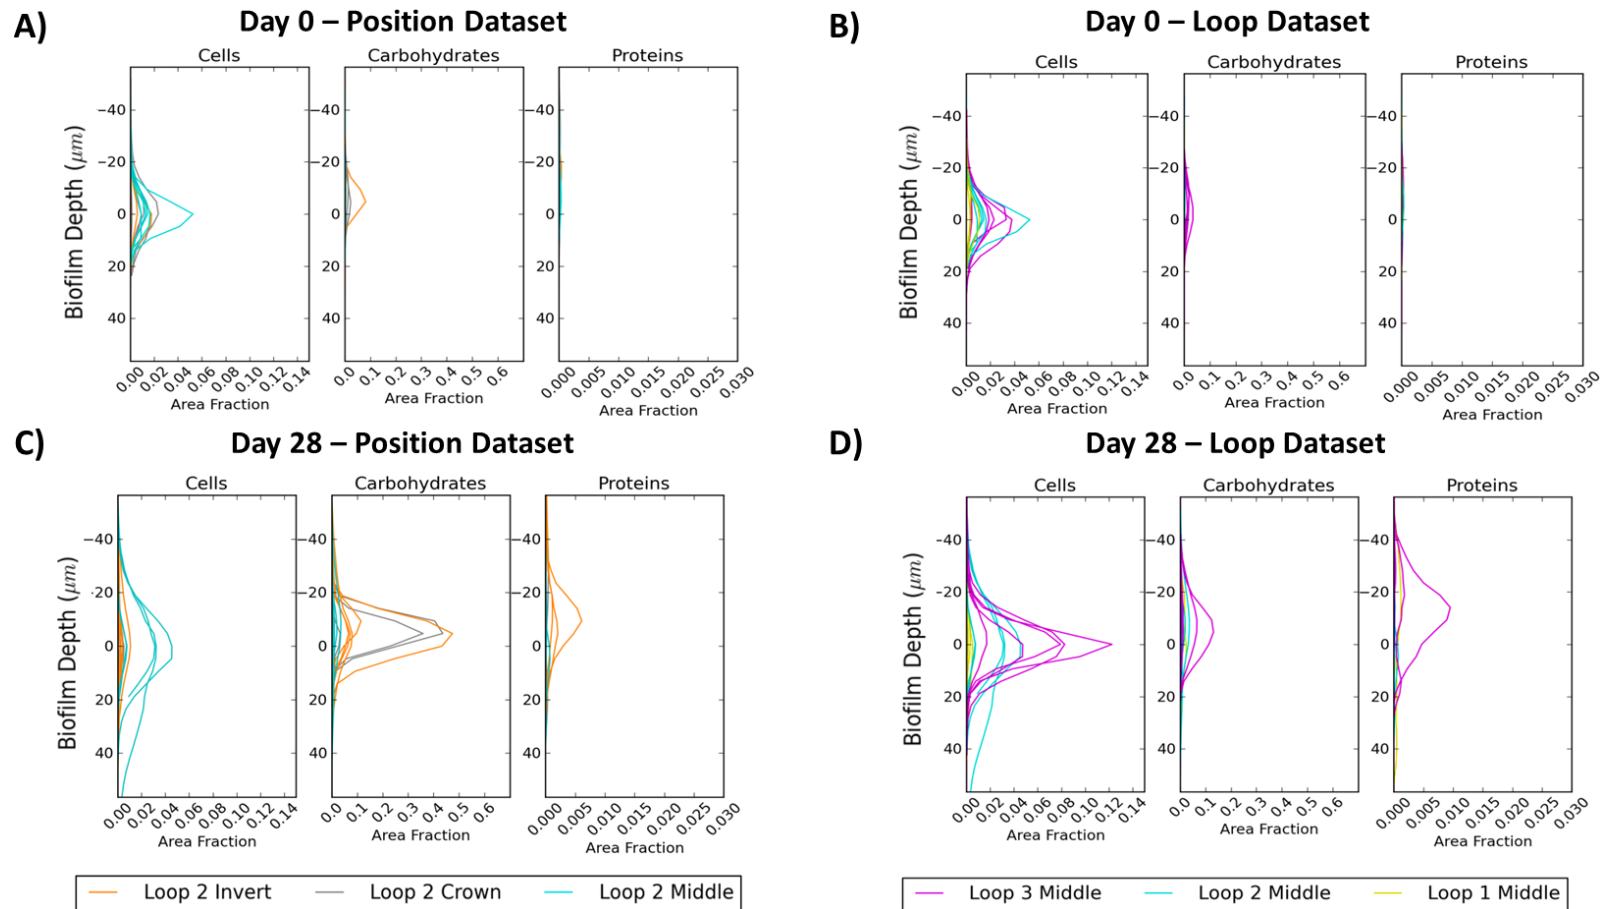 A)
Day 0 – Position Dataset
Cells
Carbohydrates
Proteins
Biofilm Depth (μm)
−40
−20
0
20
40
−40
−20
0
20
40
−40
−20
0
20
40
0.00 0.02 0.04 0.06 0.08 0.10 0.12 0.14
0.0 0.1 0.2 0.3 0.4 0.5 0.6
0.000 0.005 0.010 0.015 0.020 0.025 0.030
Area Fraction
Area Fraction
Area Fraction
B)
Day 0 – Loop Dataset
Cells
Carbohydrates
Proteins
Biofilm Depth (μm)
−40
−20
0
20
40
−40
−20
0
20
40
−40
−20
0
20
40
0.00 0.02 0.04 0.06 0.08 0.10 0.12 0.14
0.0 0.1 0.2 0.3 0.4 0.5 0.6
0.000 0.005 0.010 0.015 0.020 0.025 0.030
Area Fraction
Area Fraction
Area Fraction
C)
Day 28 – Position Dataset
Cells
Carbohydrates
Proteins
Biofilm Depth (μm)
−40
−20
0
20
40
−40
−20
0
20
40
−40
−20
0
20
40
0.00 0.02 0.04 0.06 0.08 0.10 0.12 0.14
0.0 0.1 0.2 0.3 0.4 0.5 0.6
0.000 0.005 0.010 0.015 0.020 0.025 0.030
Area Fraction
Area Fraction
Area Fraction
Loop 2 Invert
Loop 2 Crown
Loop 2 Middle
D)
Day 28 – Loop Dataset
Cells
Carbohydrates
Proteins
Biofilm Depth (μm)
−40
−20
0
20
40
−40
−20
0
20
40
−40
−20
0
20
40
0.00 0.02 0.04 0.06 0.08 0.10 0.12 0.14
0.0 0.1 0.2 0.3 0.4 0.5 0.6
0.000 0.005 0.010 0.015 0.020 0.025 0.030
Area Fraction
Area Fraction
Area Fraction
Loop 3 Middle
Loop 2 Middle
Loop 1 Middle